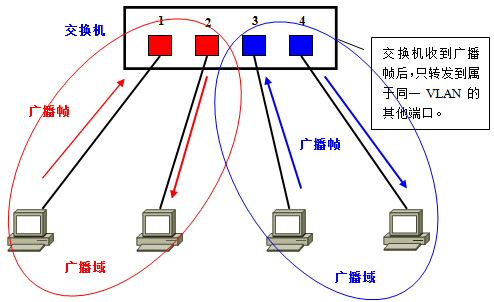 交换机
1 2 3 4
交换机收到广播
帧后，只转发到属
于同一 VLAN 的
其他端口。
广播帧
广播帧
广播域
广播域